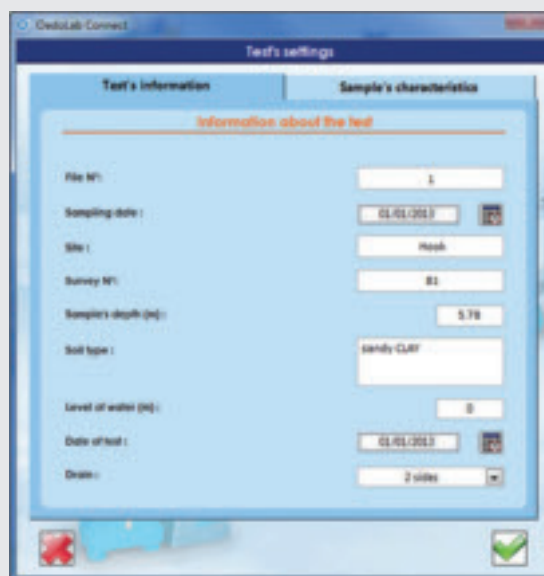 OedoLab Connect
Test's settings
Test's information
Sample's characteristics
Information about the test
File N°: 1
Sampling date : 01/01/2013
Site : Hook
Survey N°: B1
Sample's depth (m) : 5.78
Soil type : sandy CLAY
Level of water (m) : 0
Date of test : 01/01/2013
Drain : 2 sides